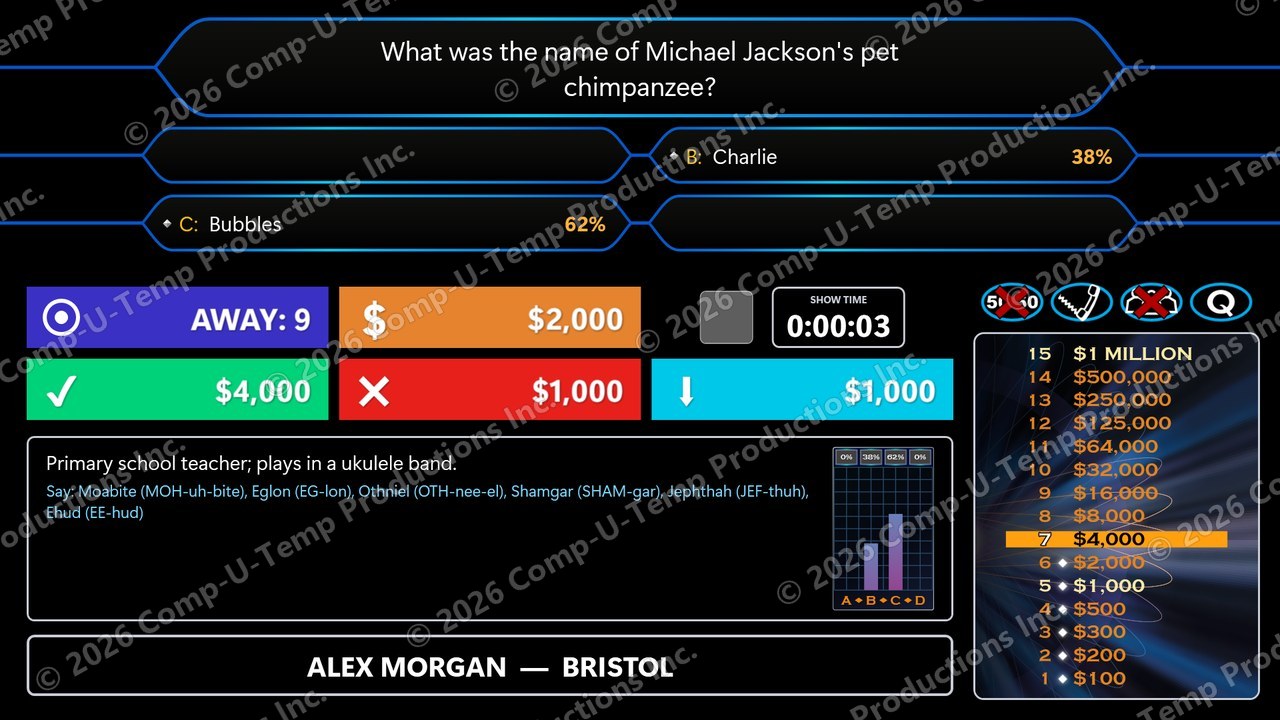 What was the name of Michael Jackson's pet
chimpanzee?
B: Charlie 38%
C: Bubbles 62%
AWAY: 9
$ $2,000
SHOW TIME
0:00:03
$4,000
$1,000
$1,000
50:50
Q
Primary school teacher; plays in a ukulele band.
Say: Moabite (MOH-uh-bite), Eglon (EG-lon), Othniel (OTH-nee-el), Shamgar (SHAM-gar), Jephthah (JEF-thuh),
Ehud (EE-hud)
0% 38% 62% 0%
A B C D
ALEX MORGAN — BRISTOL
15 $1 MILLION
14 $500,000
13 $250,000
12 $125,000
11 $64,000
10 $32,000
9 $16,000
8 $8,000
7 $4,000
6 $2,000
5 $1,000
4 $500
3 $300
2 $200
1 $100
© 2026 Comp-U-Temp Productions Inc.